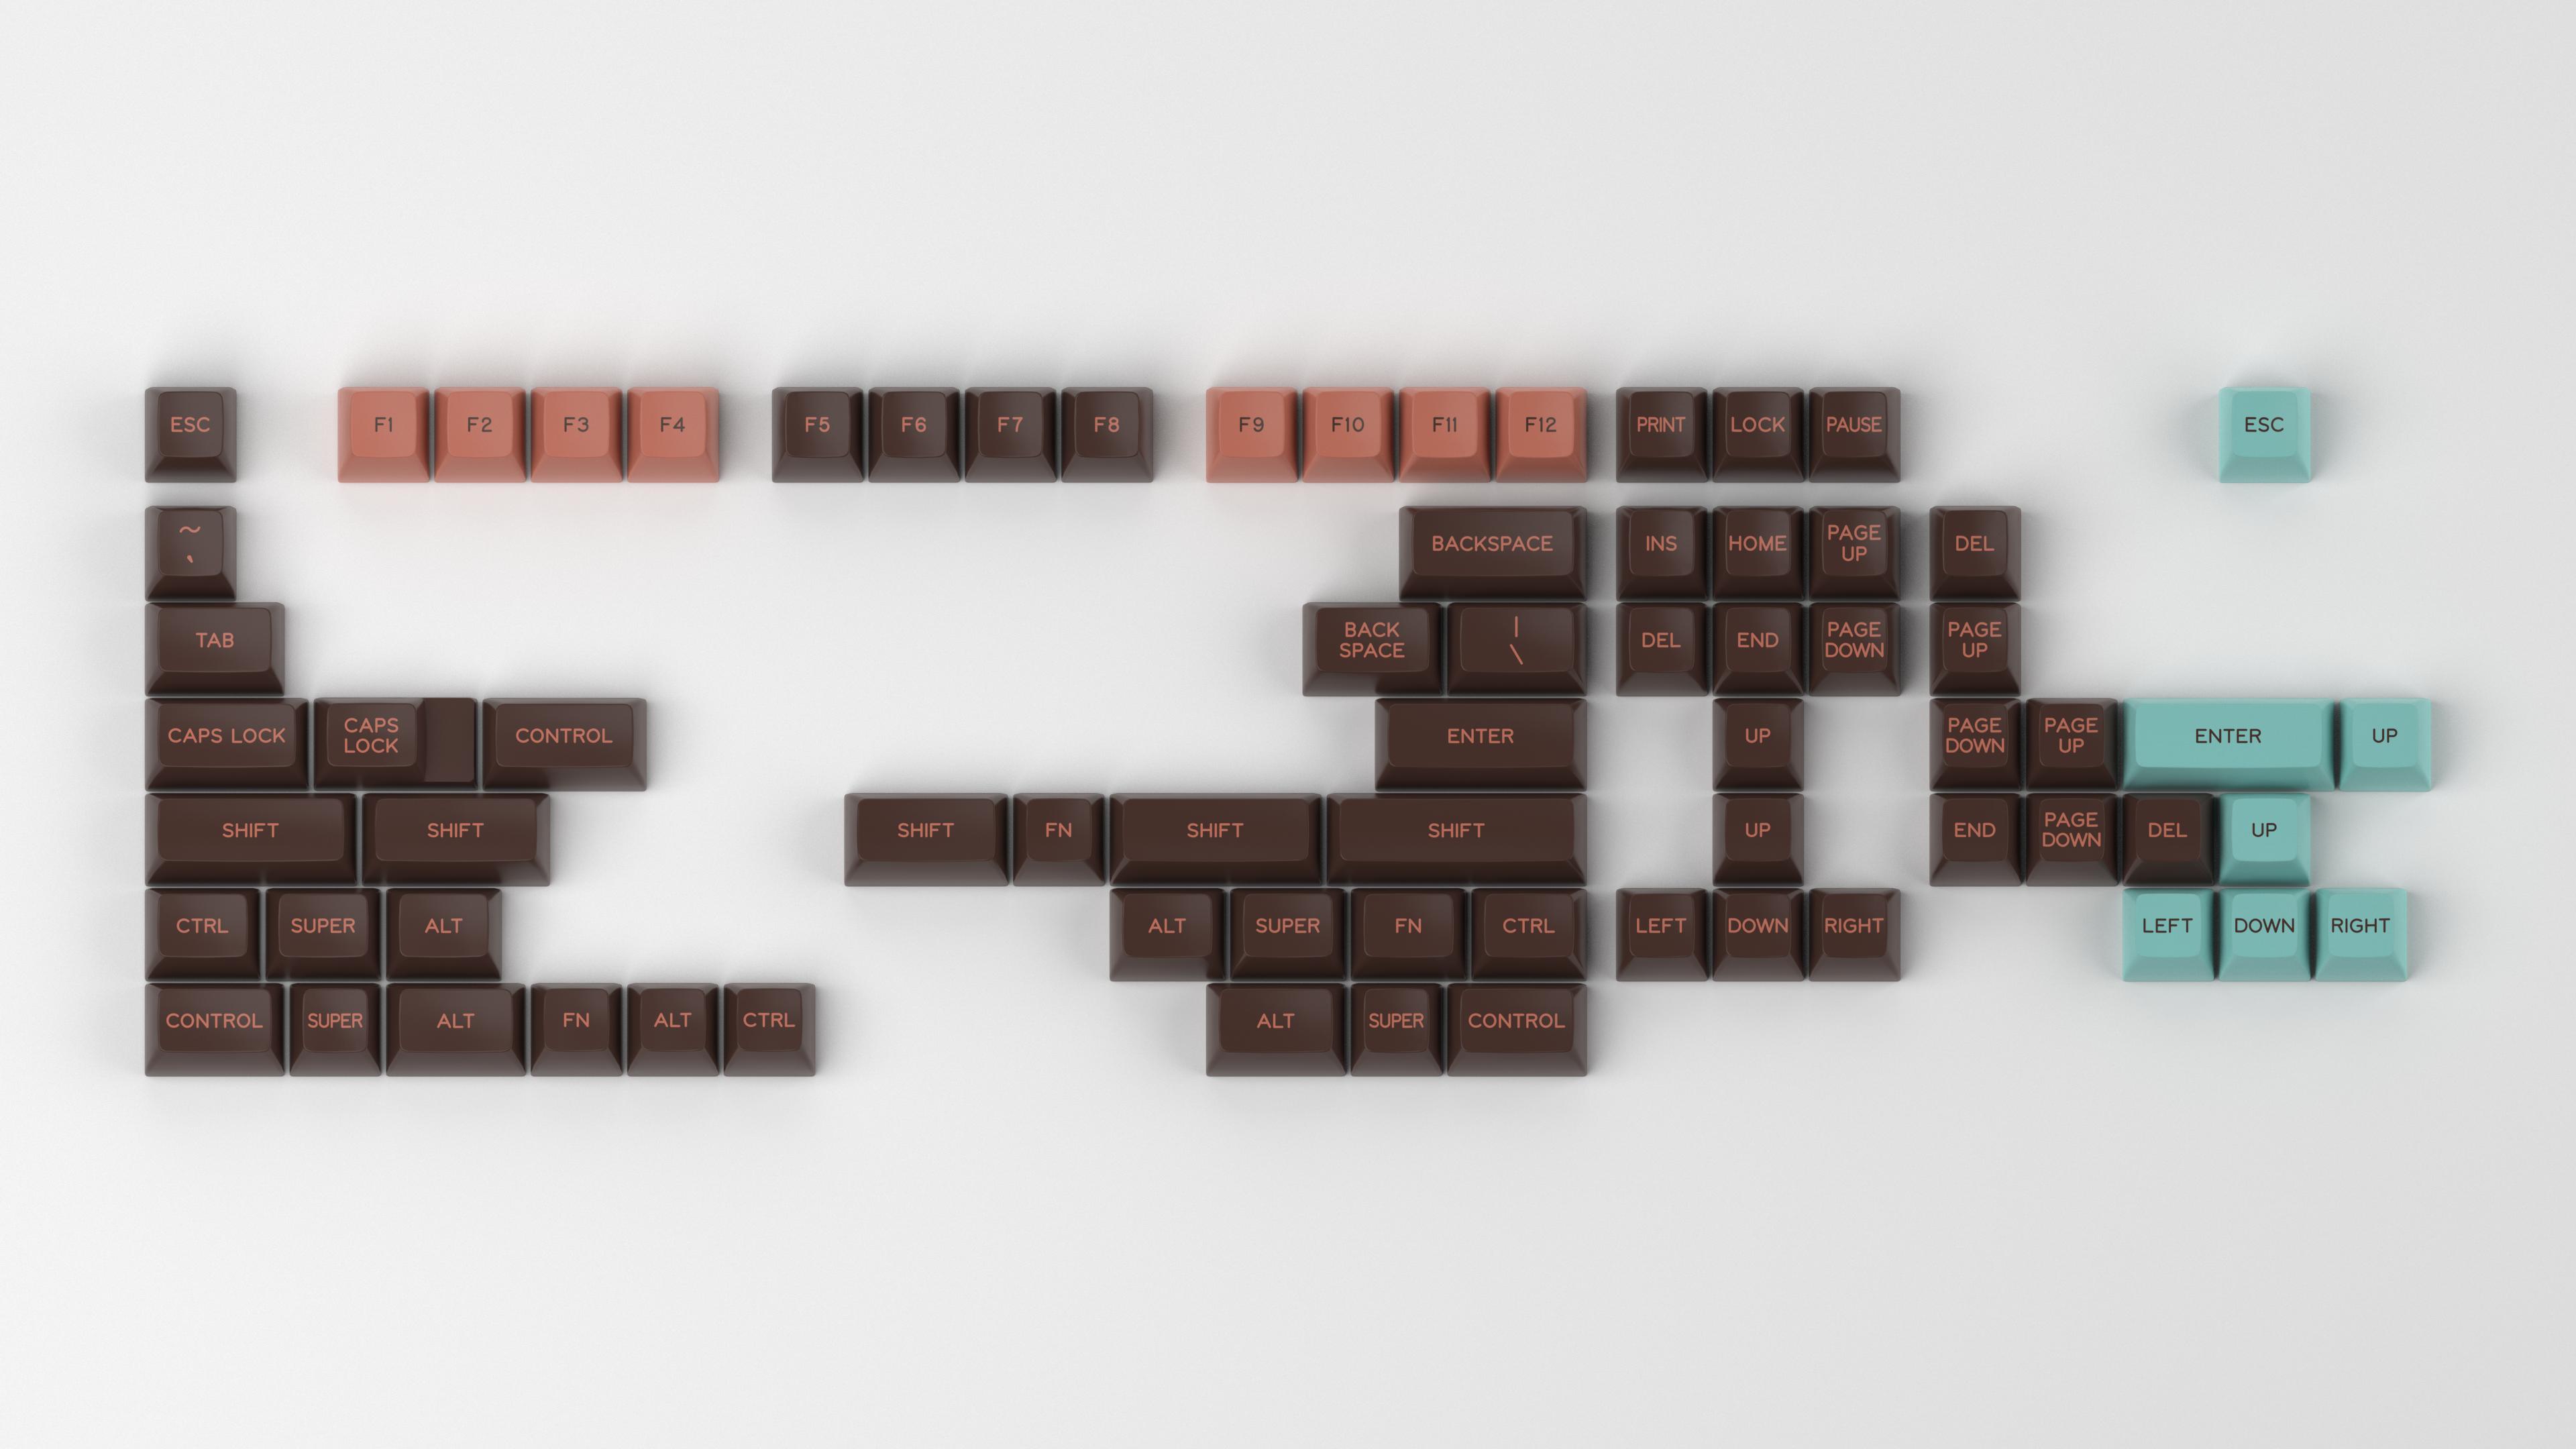 ESC F1 F2 F3 F4 F5 F6 F7 F8 F9 F10 F11 F12 PRINT LOCK PAUSE ESC
~
`
BACKSPACE INS HOME PAGE UP DEL
TAB BACK SPACE | \ DEL END PAGE DOWN PAGE UP
CAPS LOCK CAPS LOCK CONTROL ENTER UP PAGE DOWN PAGE UP ENTER UP
SHIFT SHIFT SHIFT FN SHIFT SHIFT UP END PAGE DOWN DEL UP
CTRL SUPER ALT ALT SUPER FN CTRL LEFT DOWN RIGHT LEFT DOWN RIGHT
CONTROL SUPER ALT FN ALT CTRL ALT SUPER CONTROL